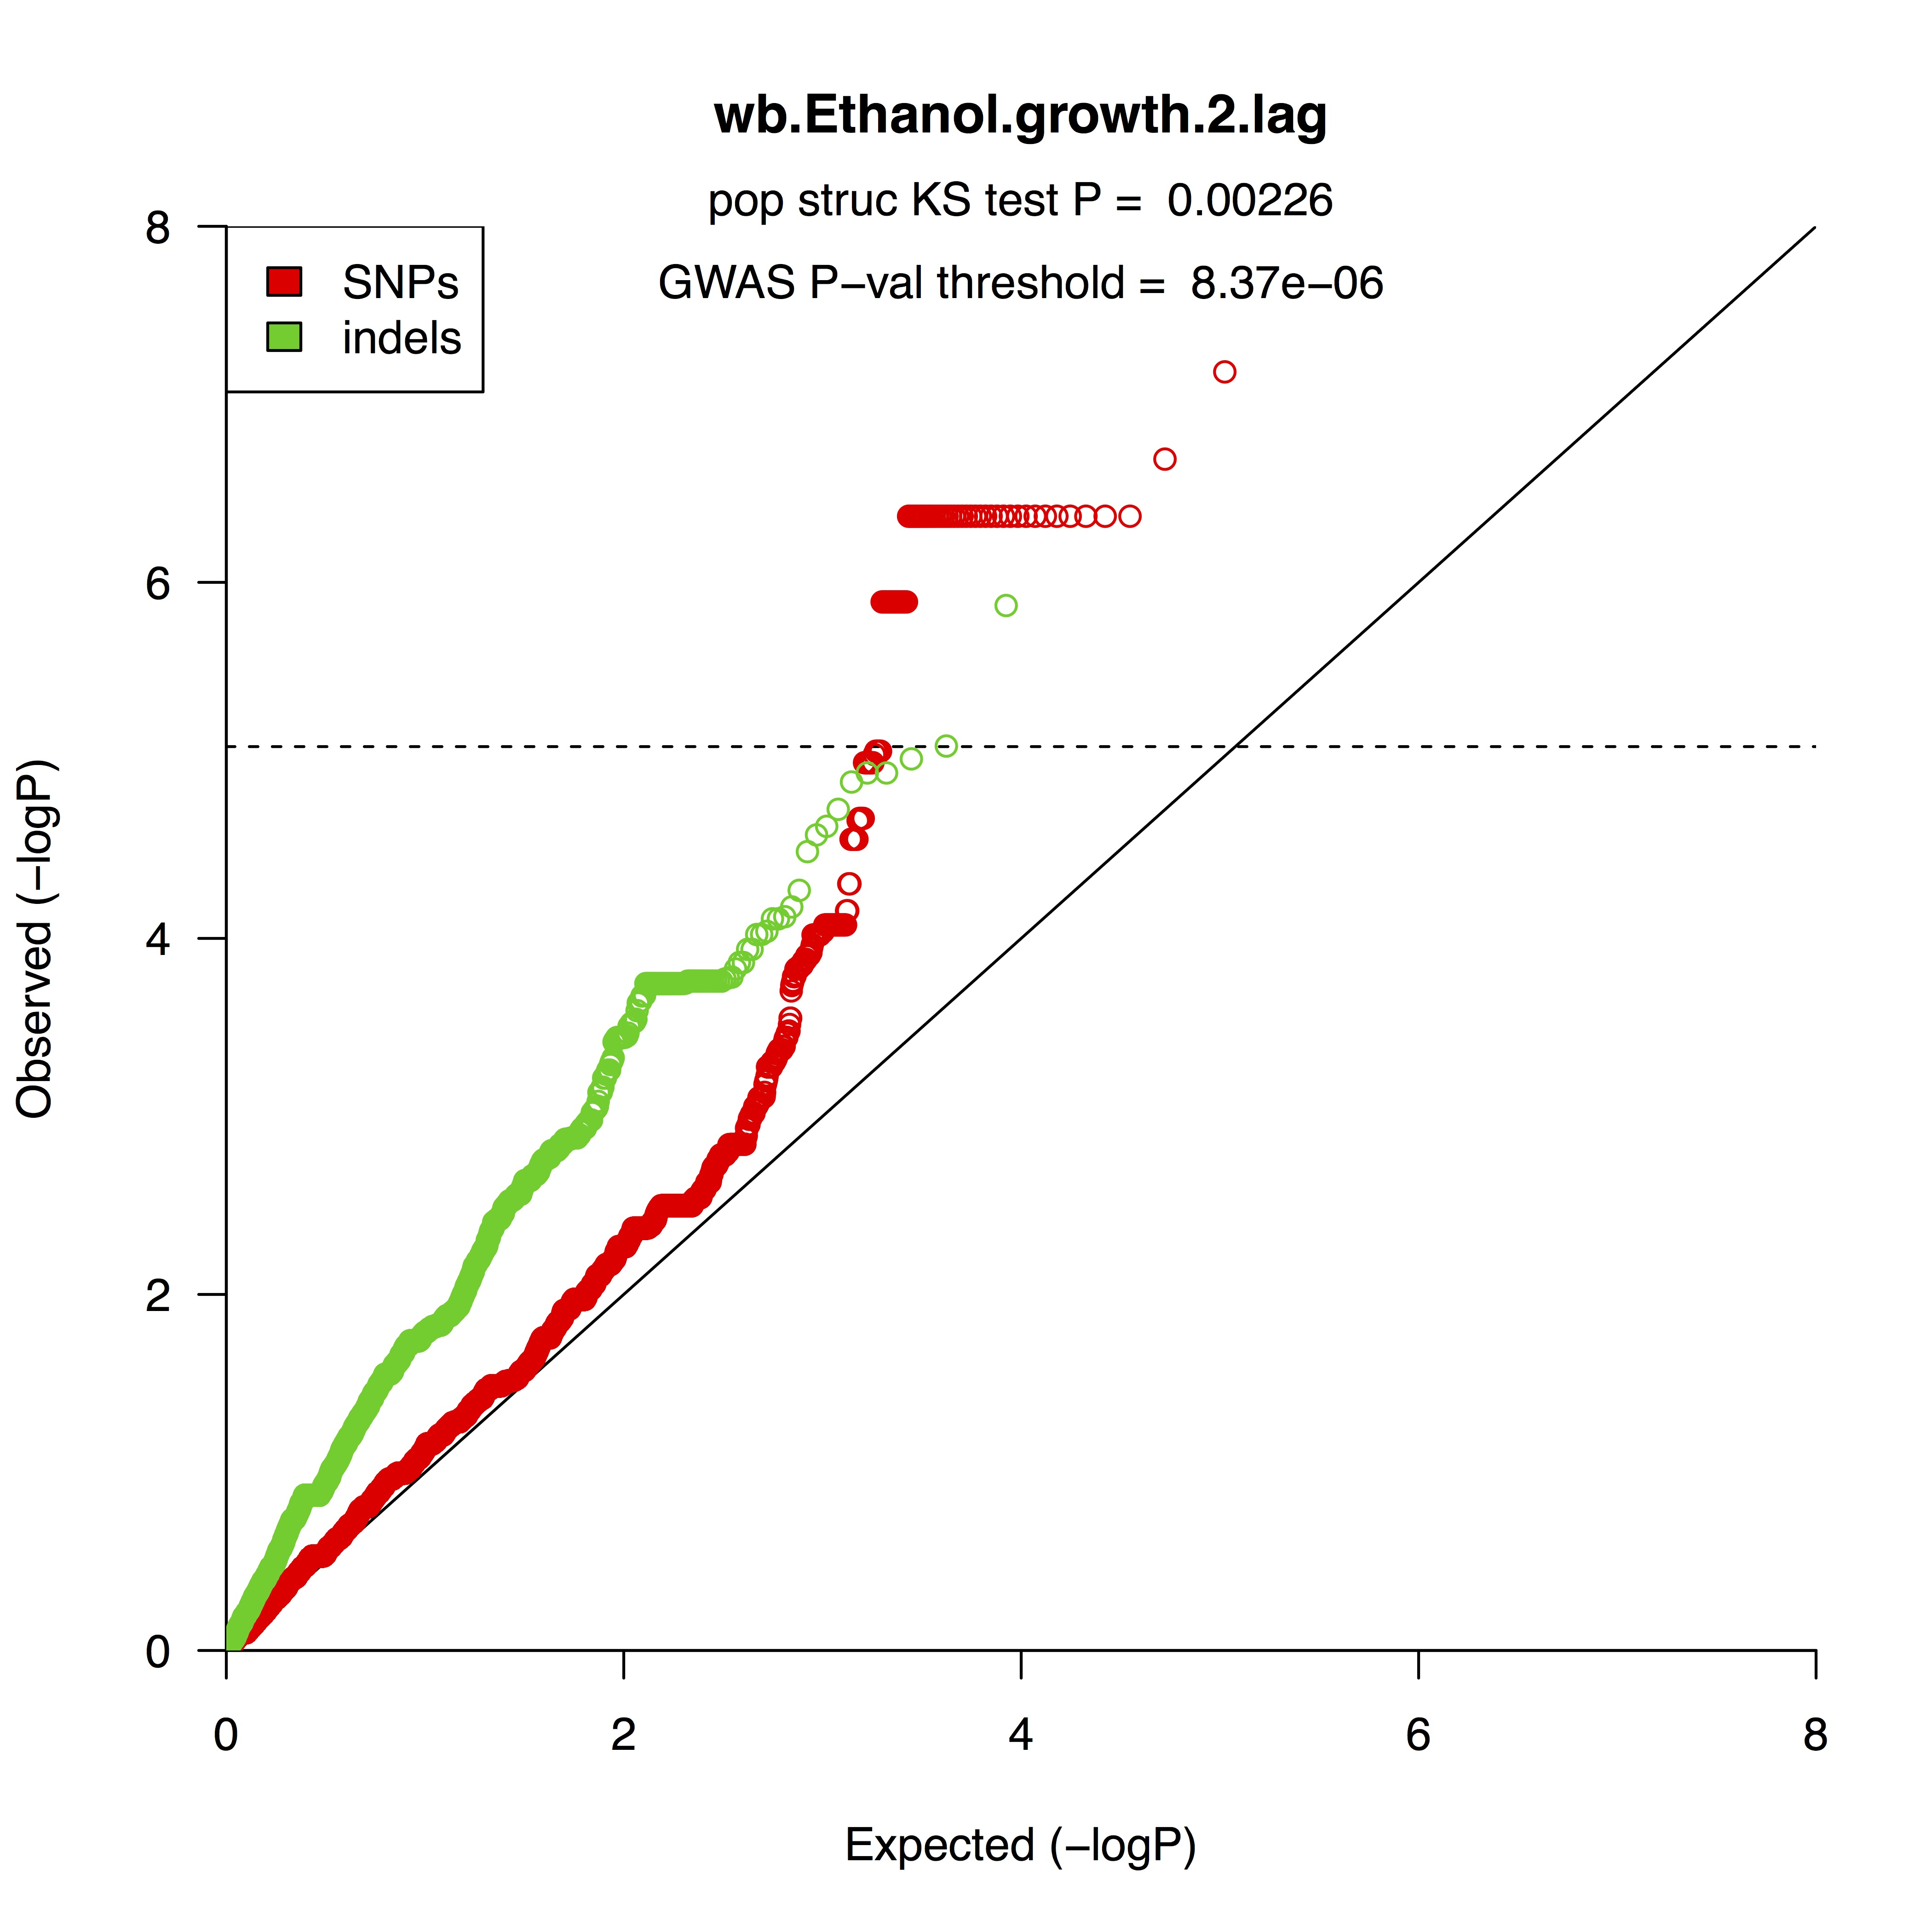 wb.Ethanol.growth.2.lag
pop struc KS test P =  0.00226
GWAS P−val threshold =  8.37e−06
SNPs
indels
8
6
4
2
0
Observed (−logP)
0
2
4
6
8
Expected (−logP)